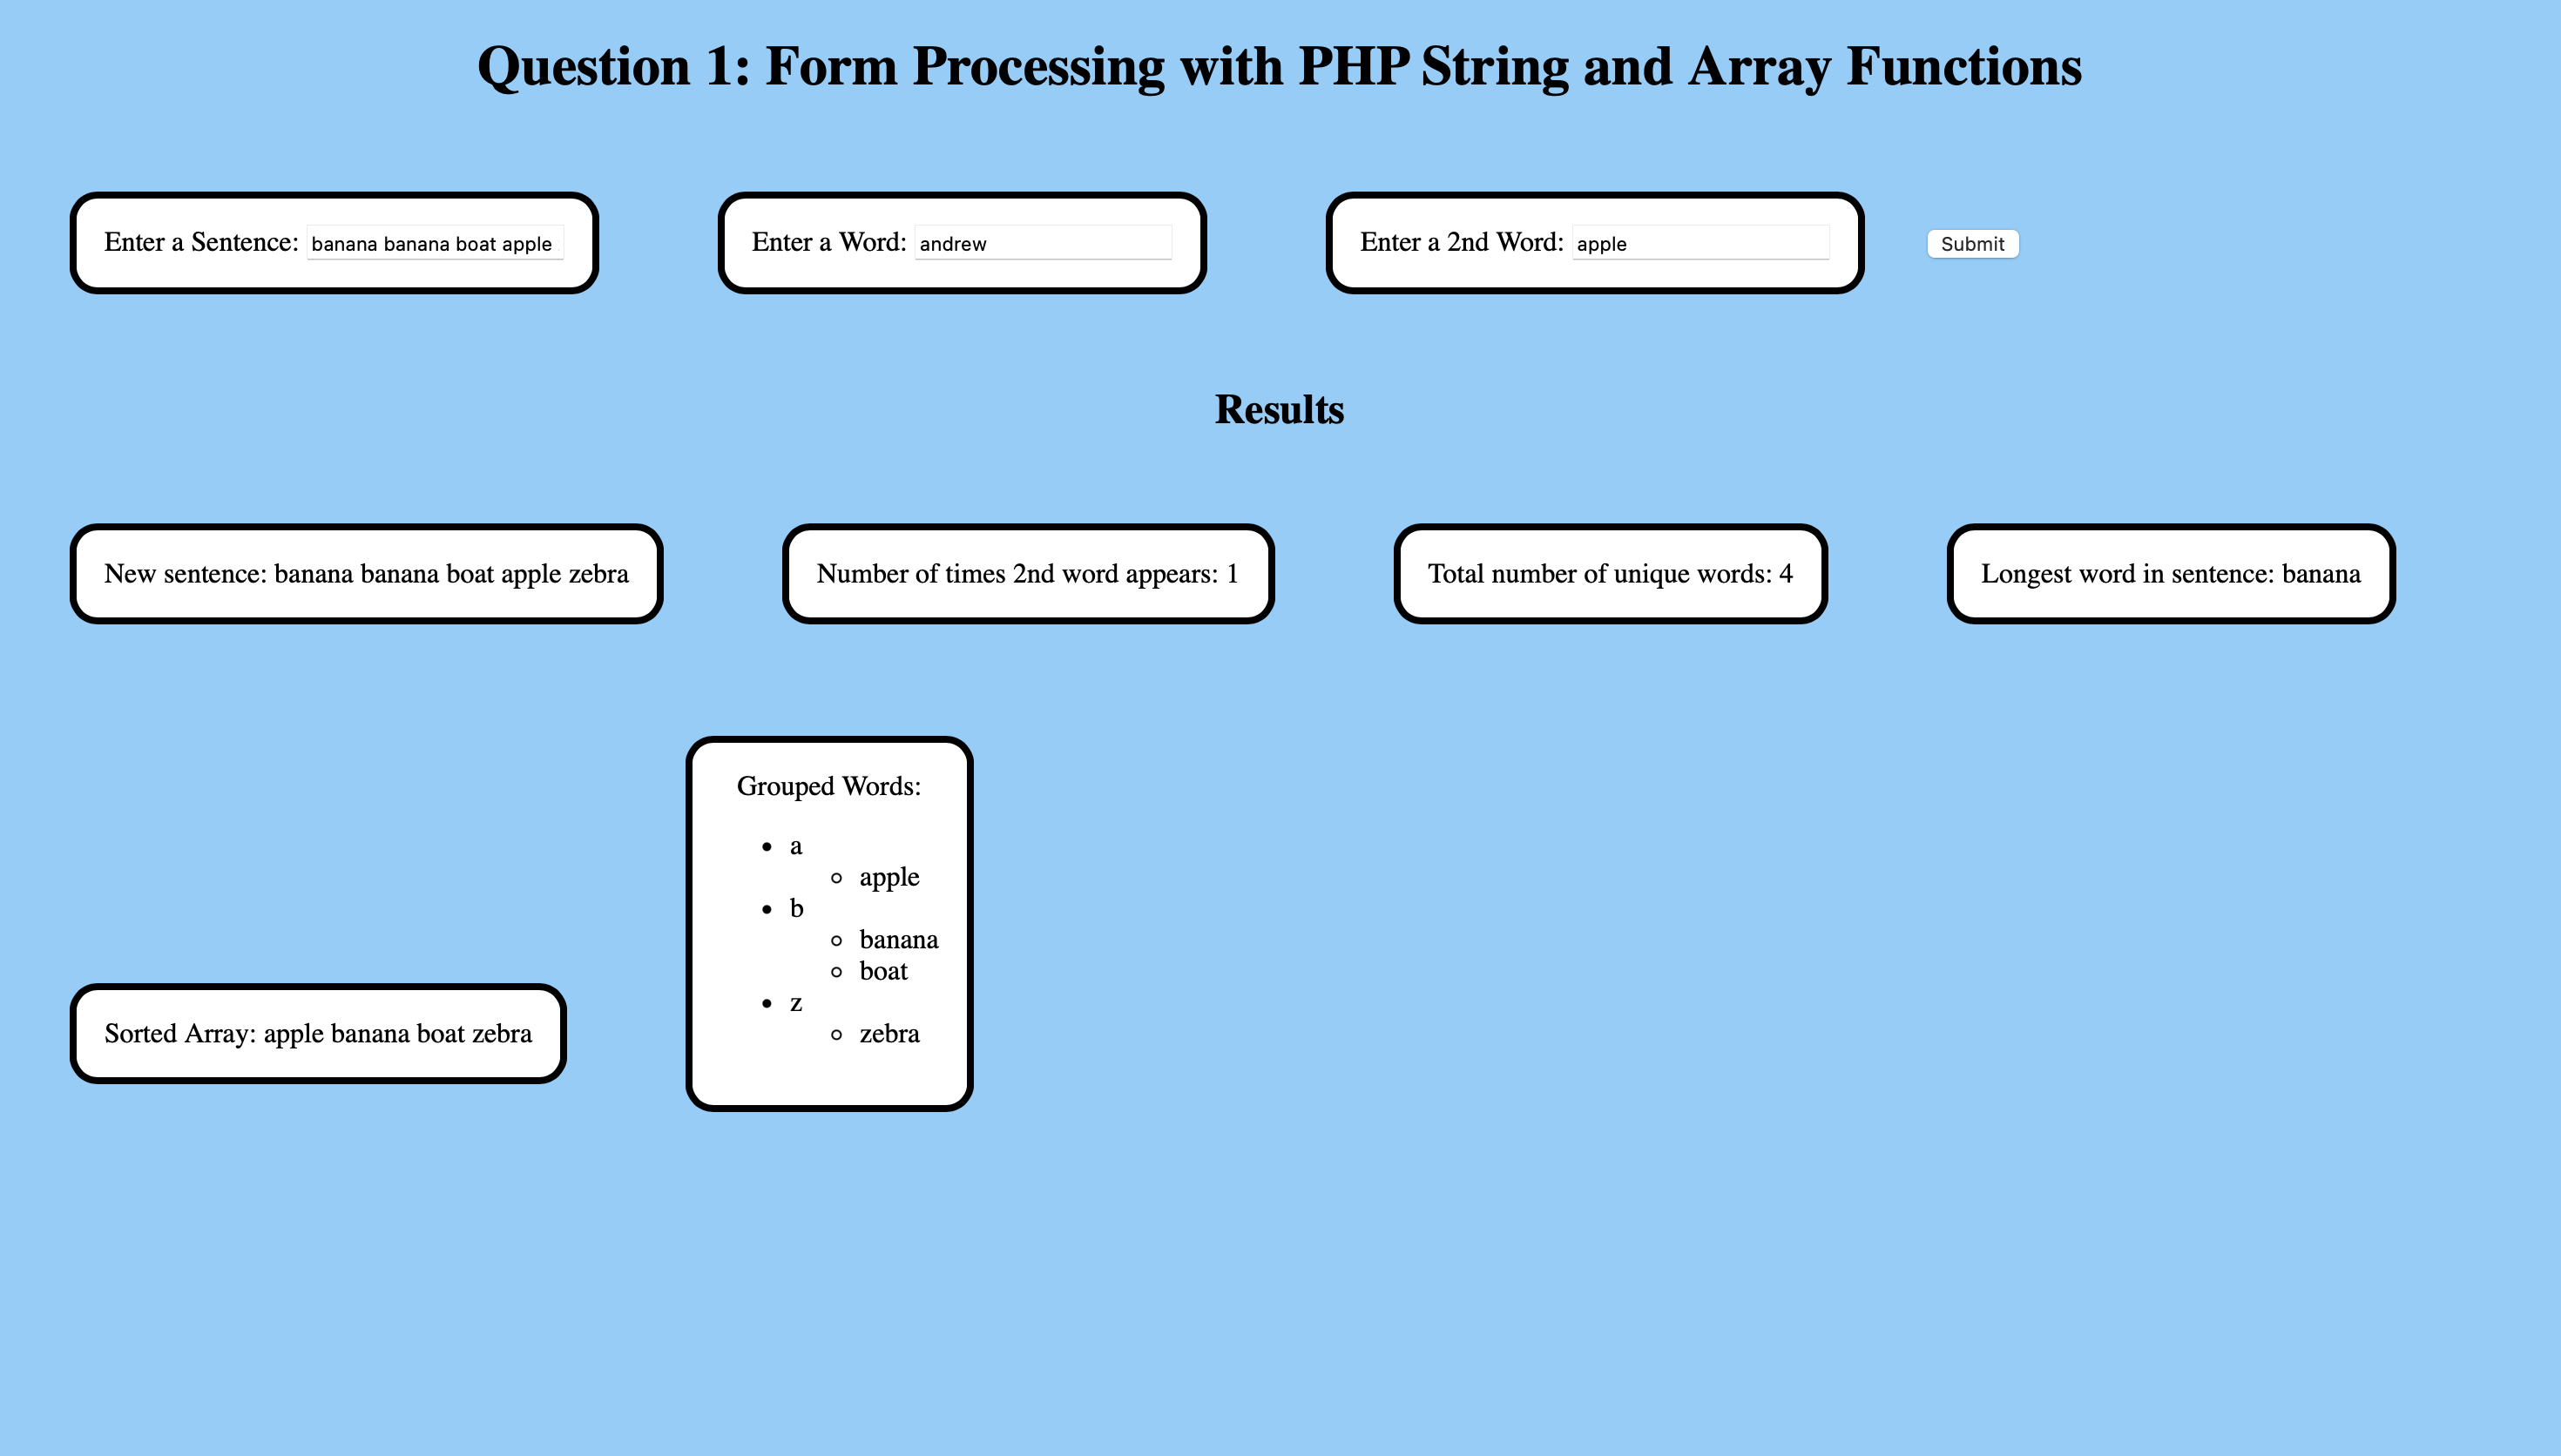 Question 1: Form Processing with PHP String and Array Functions
Enter a Sentence: banana banana boat apple
Enter a Word: andrew
Enter a 2nd Word: apple
Submit
Results
New sentence: banana banana boat apple zebra
Number of times 2nd word appears: 1
Total number of unique words: 4
Longest word in sentence: banana
Sorted Array: apple banana boat zebra
Grouped Words:
a
apple
b
banana
boat
z
zebra